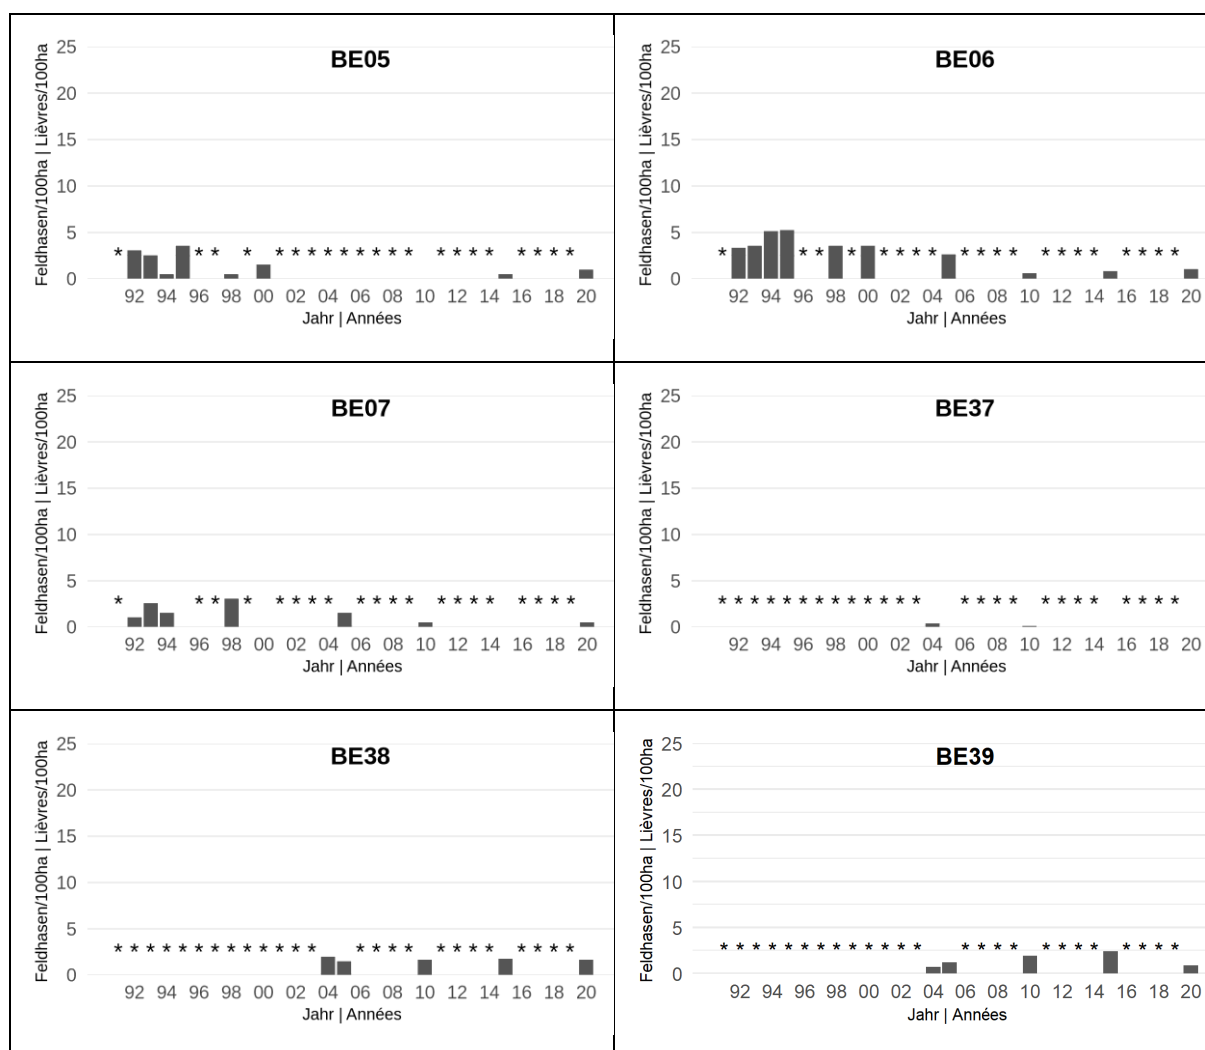 BE05
Feldhasen/100ha | Lièvres/100ha
25
20
15
10
5
0
* * * * * * * * * * * * * * * * * * * * *
92 94 96 98 00 02 04 06 08 10 12 14 16 18 20
Jahr | Années
BE06
Feldhasen/100ha | Lièvres/100ha
25
20
15
10
5
0
* * * * * * * * * * * * * * * * * * * *
92 94 96 98 00 02 04 06 08 10 12 14 16 18 20
Jahr | Années
BE07
Feldhasen/100ha | Lièvres/100ha
25
20
15
10
5
0
* * * * * * * * * * * * * * * * * * * *
92 94 96 98 00 02 04 06 08 10 12 14 16 18 20
Jahr | Années
BE37
Feldhasen/100ha | Lièvres/100ha
25
20
15
10
5
0
* * * * * * * * * * * * * * * * * * * * * * * * *
92 94 96 98 00 02 04 06 08 10 12 14 16 18 20
Jahr | Années
BE38
Feldhasen/100ha | Lièvres/100ha
25
20
15
10
5
0
* * * * * * * * * * * * * * * * * * * * * * * * *
92 94 96 98 00 02 04 06 08 10 12 14 16 18 20
Jahr | Années
BE39
Feldhasen/100ha | Lièvres/100ha
25
20
15
10
5
0
* * * * * * * * * * * * * * * * * * * * * * * * *
92 94 96 98 00 02 04 06 08 10 12 14 16 18 20
Jahr | Années